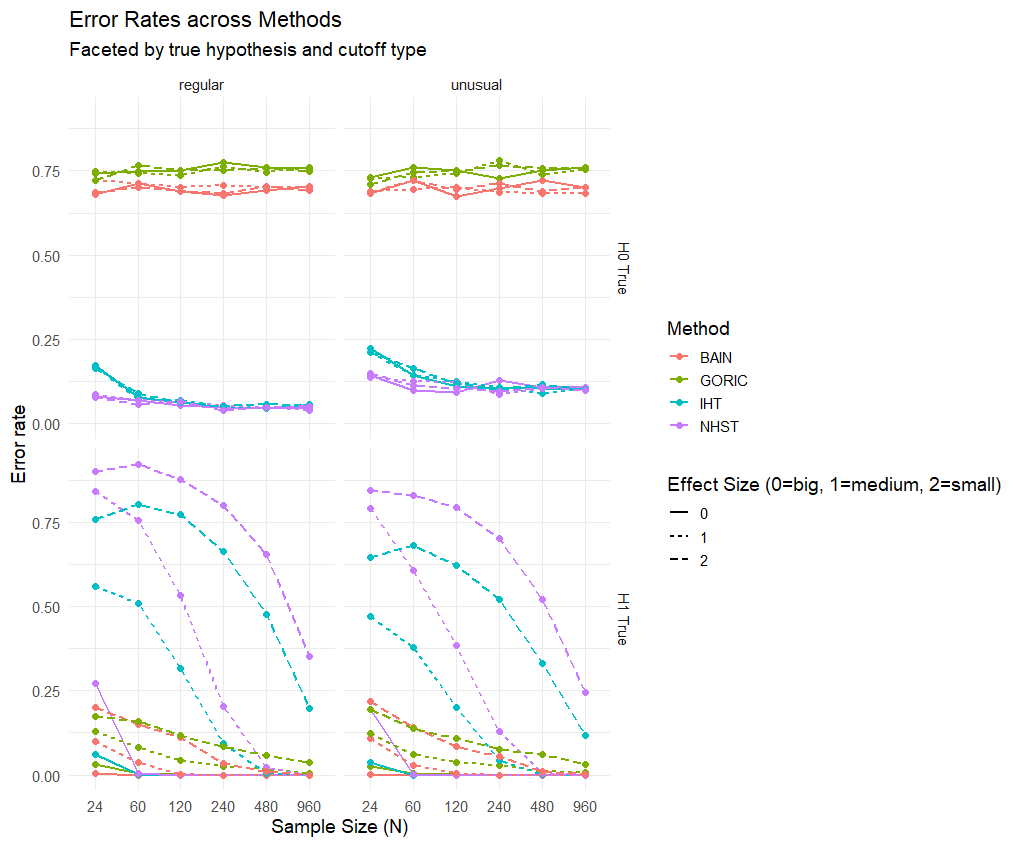 Error Rates across Methods
Faceted by true hypothesis and cutoff type
regular
unusual
0.75
0.50
0.25
0.00
H0 True
0.75
0.50
0.25
0.00
H1 True
Error rate
24 60 120 240 480 960
24 60 120 240 480 960
Sample Size (N)
Method
BAIN
GORIC
IHT
NHST
Effect Size (0=big, 1=medium, 2=small)
0
1
2